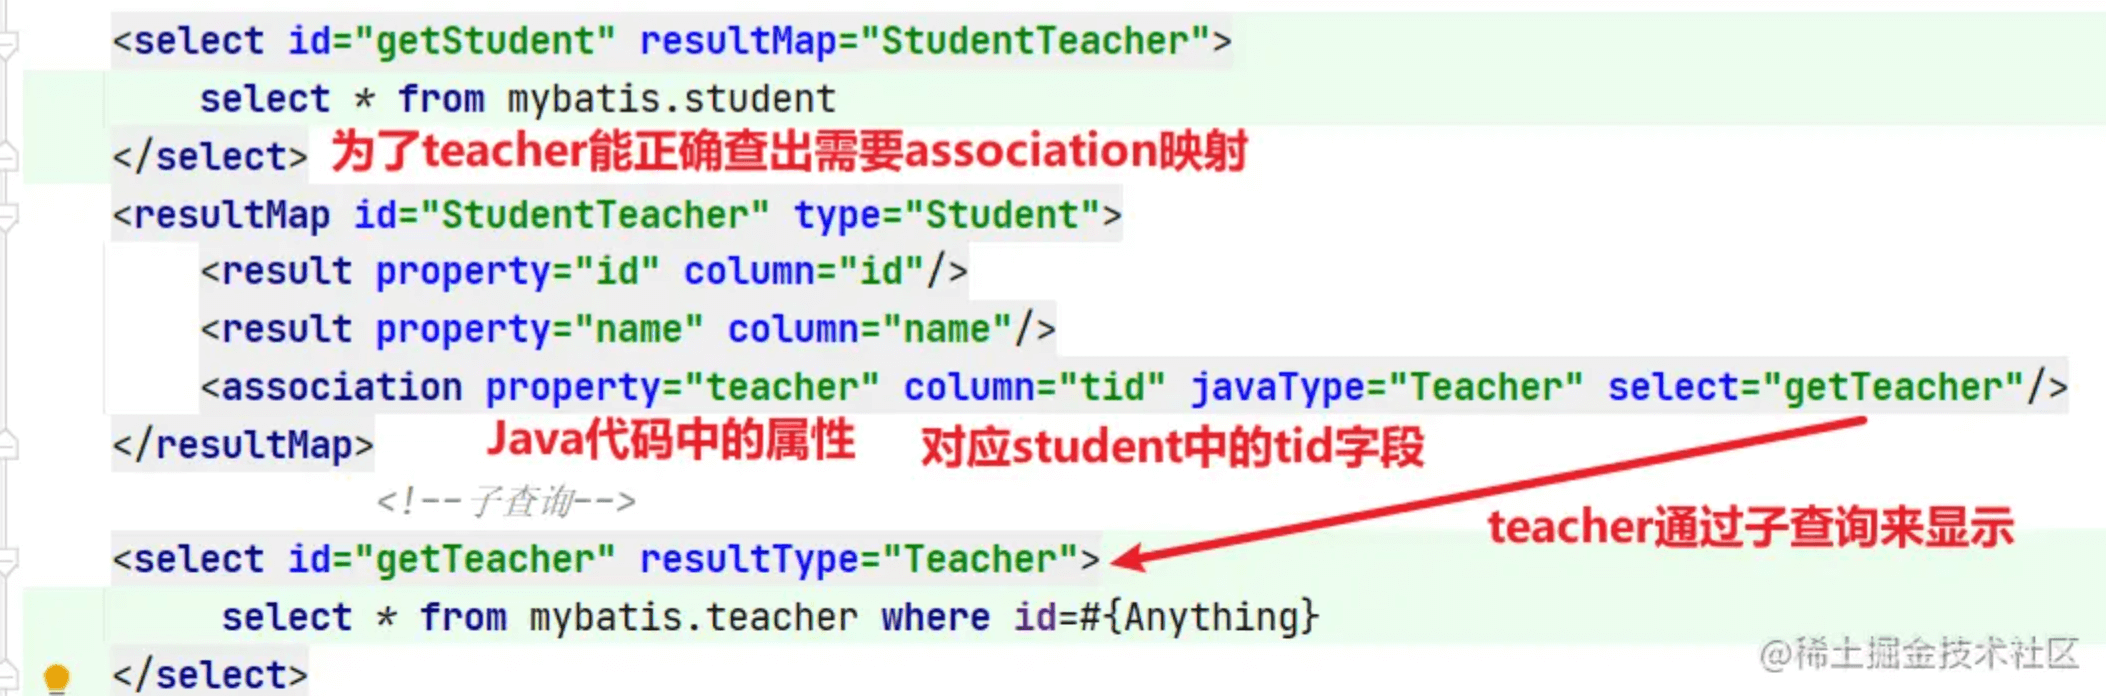 <select id="getStudent" resultMap="StudentTeacher">
select * from mybatis.student
</select> 为了teacher能正确查出需要association映射
<resultMap id="StudentTeacher" type="Student">
<result property="id" column="id"/>
<result property="name" column="name"/>
<association property="teacher" column="tid" javaType="Teacher" select="getTeacher"/>
</resultMap> Java代码中的属性 对应student中的tid字段
<!--子查询-->
teacher通过子查询来显示
<select id="getTeacher" resultType="Teacher">
select * from mybatis.teacher where id=#{Anything}
@稀土掘金技术社区
</select>